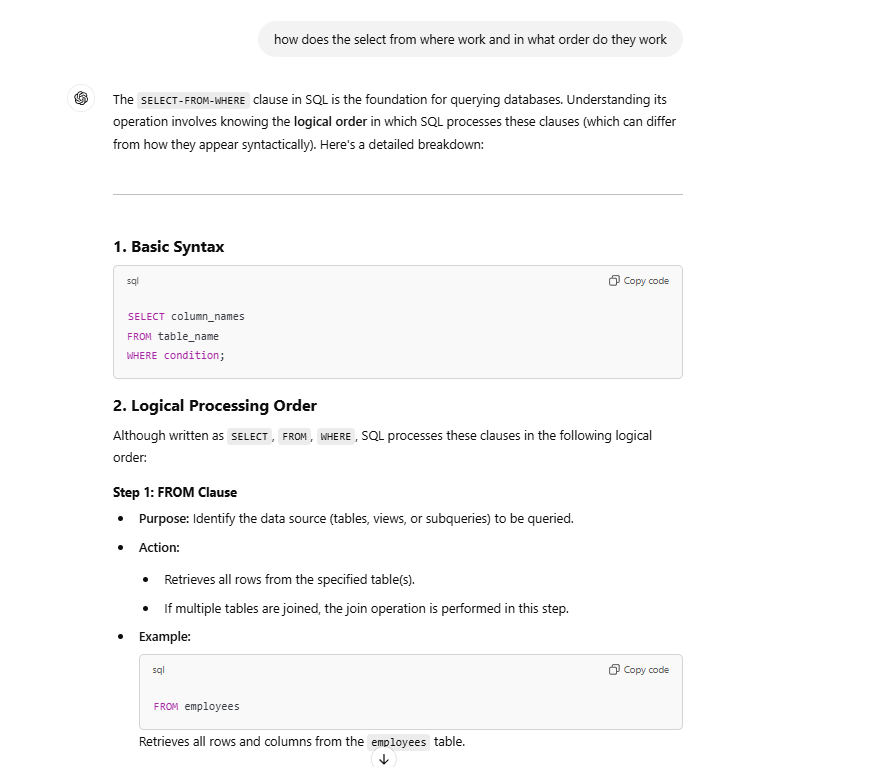 how does the select from where work and in what order do they work
The SELECT-FROM-WHERE clause in SQL is the foundation for querying databases. Understanding its
operation involves knowing the logical order in which SQL processes these clauses (which can differ
from how they appear syntactically). Here's a detailed breakdown:
1. Basic Syntax
sql
Copy code
SELECT column_names
FROM table_name
WHERE condition;
2. Logical Processing Order
Although written as SELECT, FROM, WHERE, SQL processes these clauses in the following logical
order:
Step 1: FROM Clause
• Purpose: Identify the data source (tables, views, or subqueries) to be queried.
• Action:
• Retrieves all rows from the specified table(s).
• If multiple tables are joined, the join operation is performed in this step.
• Example:
sql
Copy code
FROM employees
Retrieves all rows and columns from the employees table.